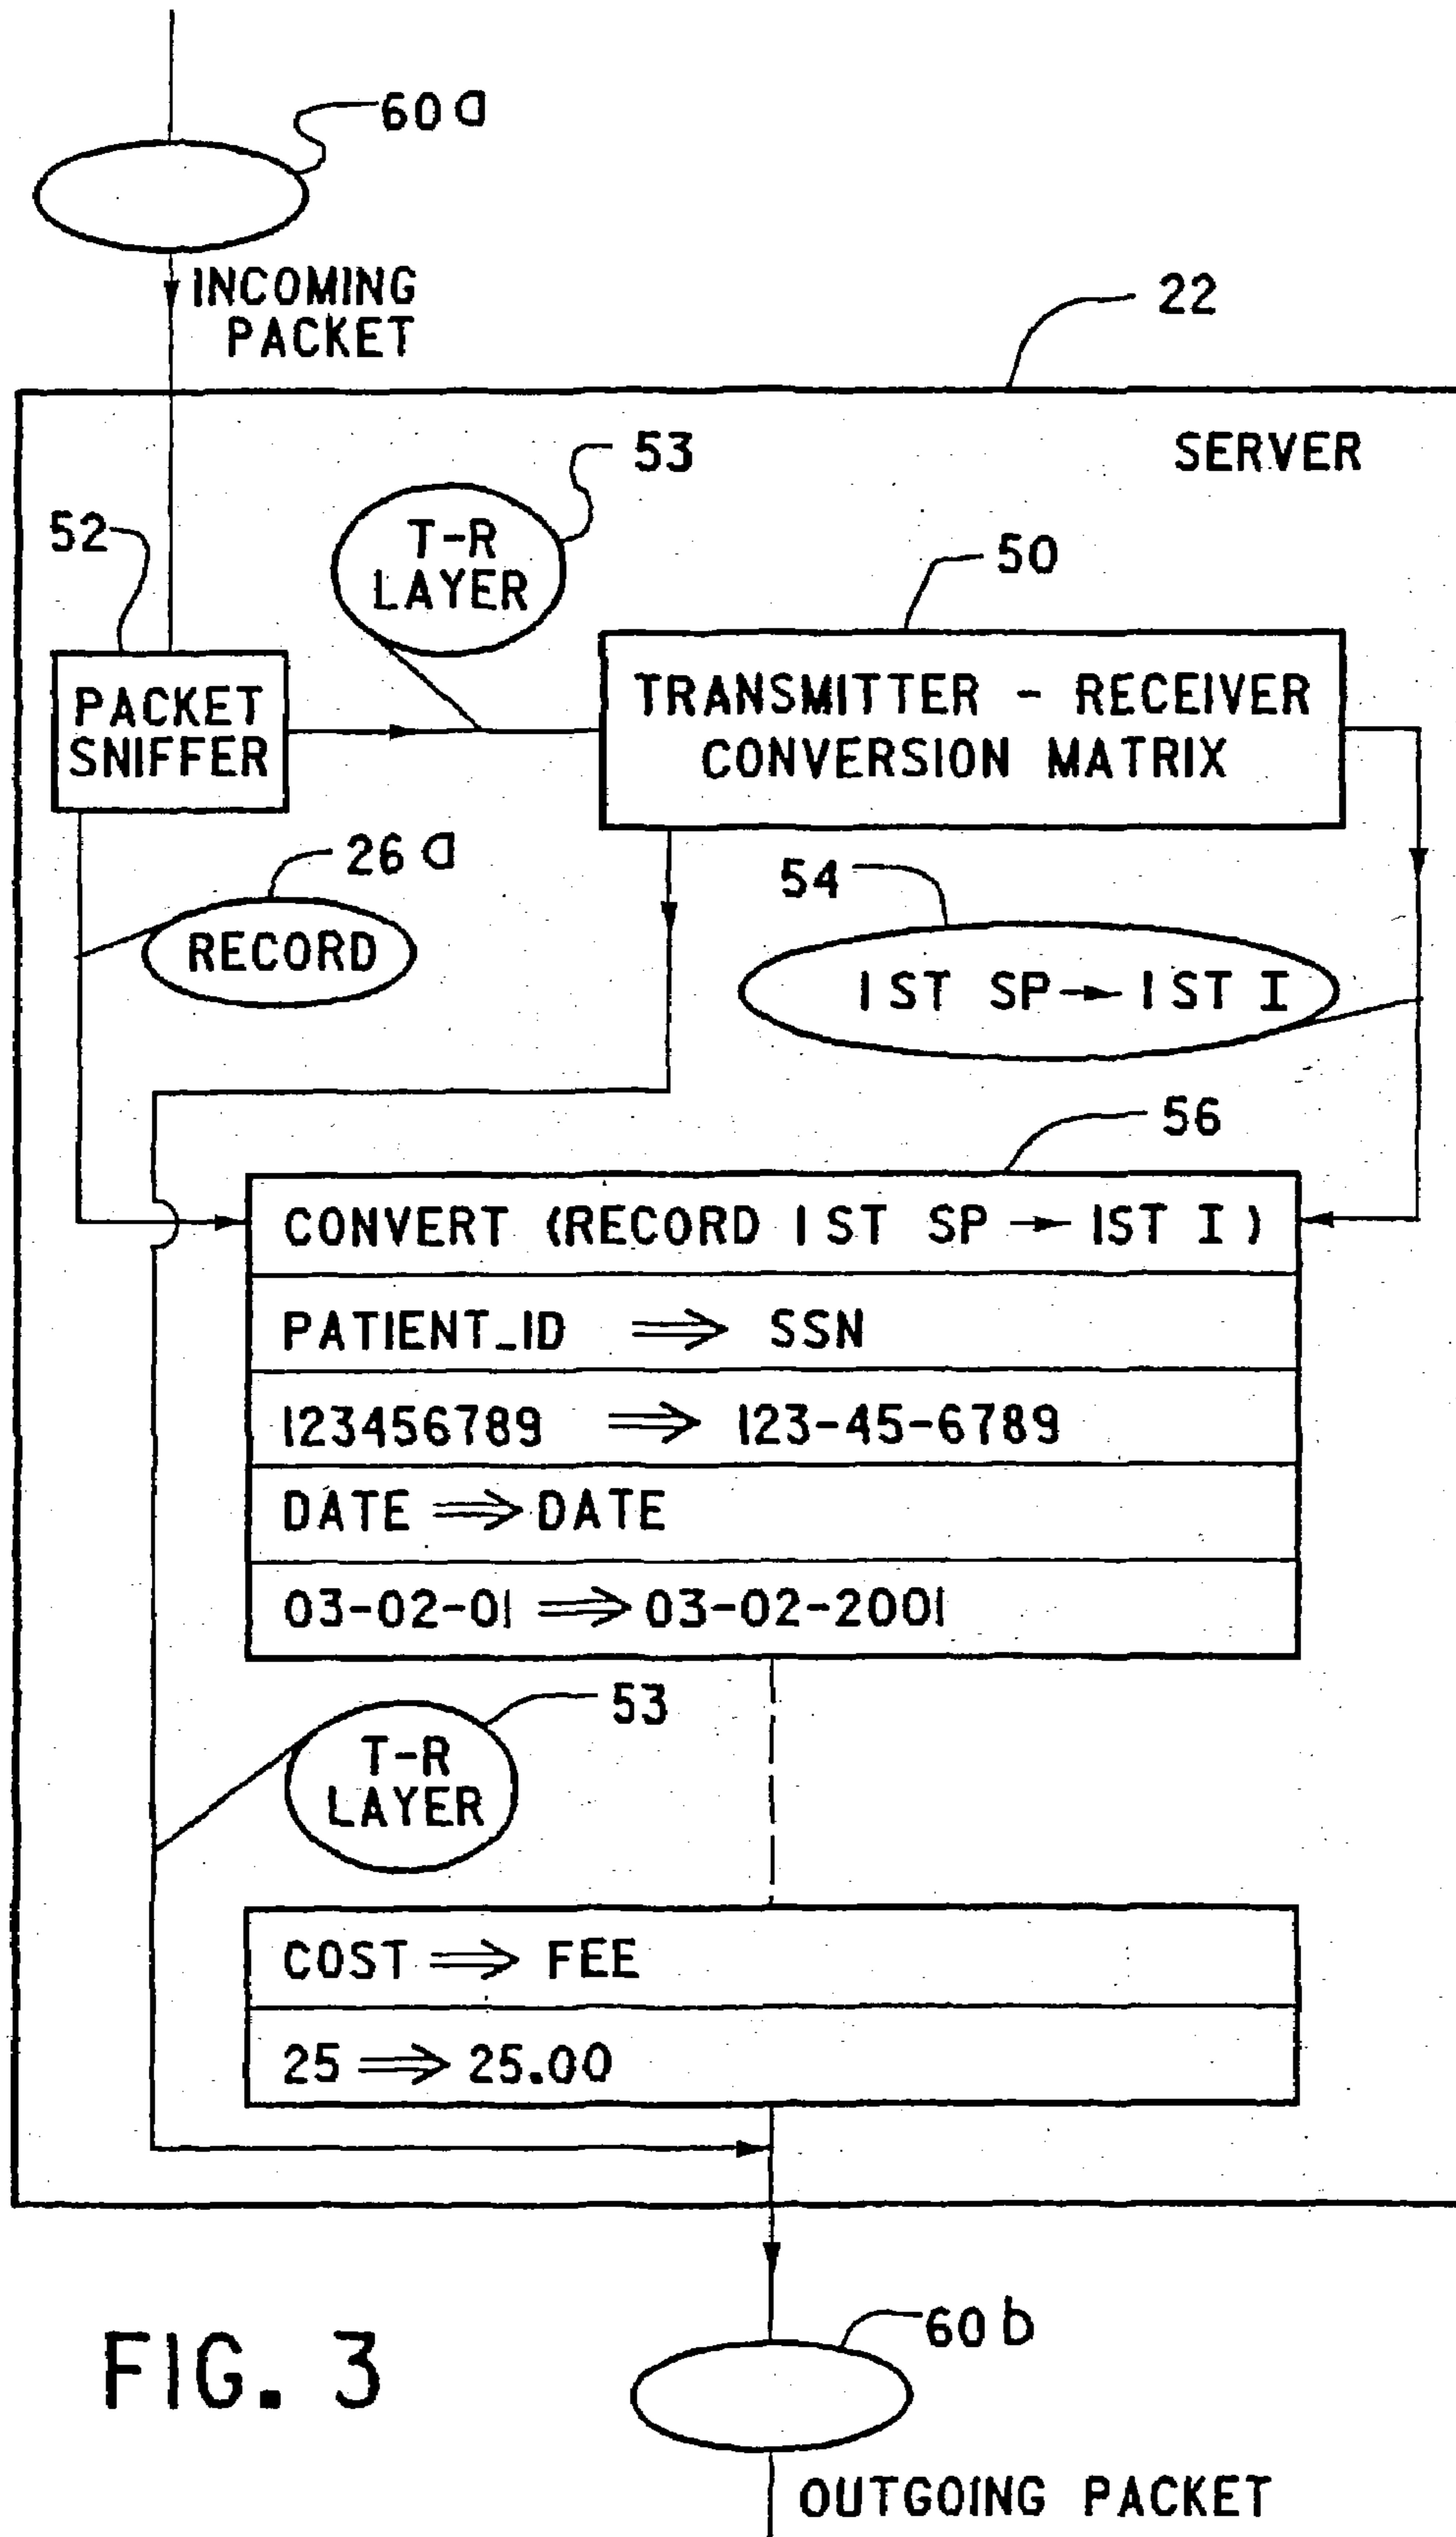 60a
INCOMING
PACKET
22
SERVER
53
T-R
LAYER
52
50
PACKET
SNIFFER
TRANSMITTER - RECEIVER
CONVERSION MATRIX
26a
RECORD
54
1ST SP → 1ST I
56
CONVERT (RECORD 1ST SP → 1ST I)
PATIENT_ID ⇒ SSN
123456789 ⇒ 123-45-6789
DATE ⇒ DATE
03-02-01 ⇒ 03-02-2001
53
T-R
LAYER
COST ⇒ FEE
25 ⇒ 25.00
60b
FIG. 3
OUTGOING PACKET